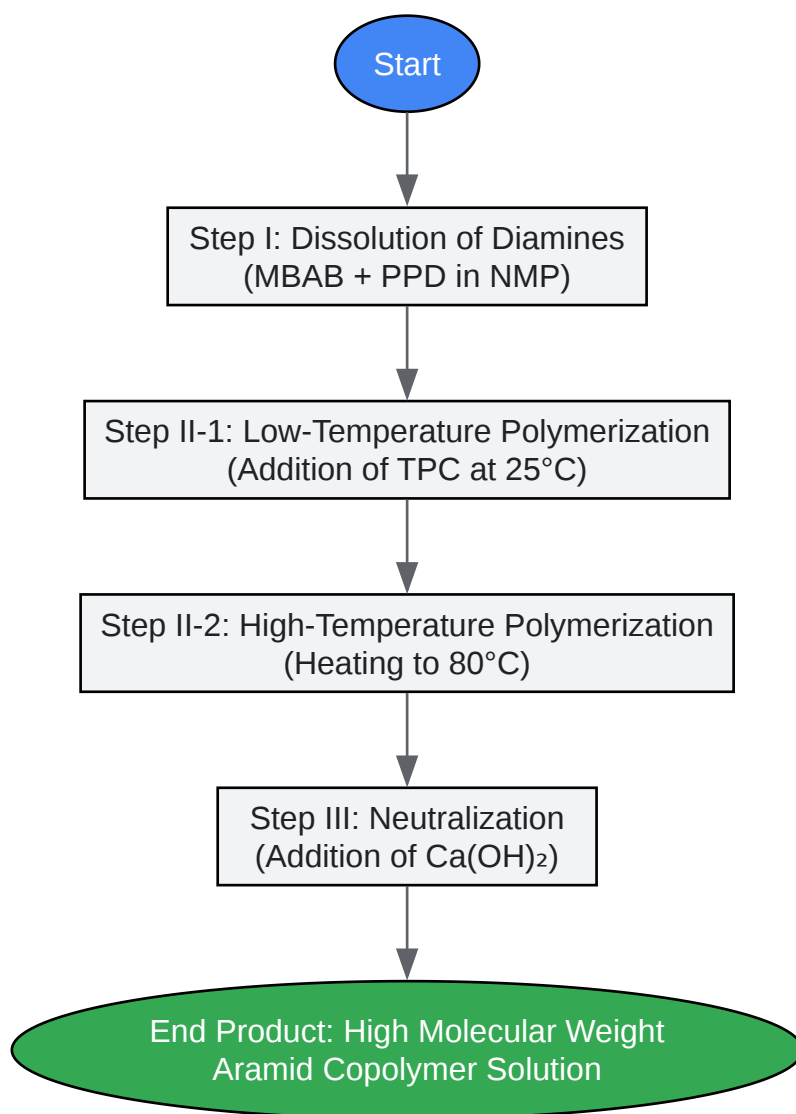 Start
Step I: Dissolution of Diamines
(MBAB + PPD in NMP)
Step II-1: Low-Temperature Polymerization
(Addition of TPC at 25°C)
Step II-2: High-Temperature Polymerization
(Heating to 80°C)
Step III: Neutralization
(Addition of Ca(OH)₂)
End Product: High Molecular Weight
Aramid Copolymer Solution